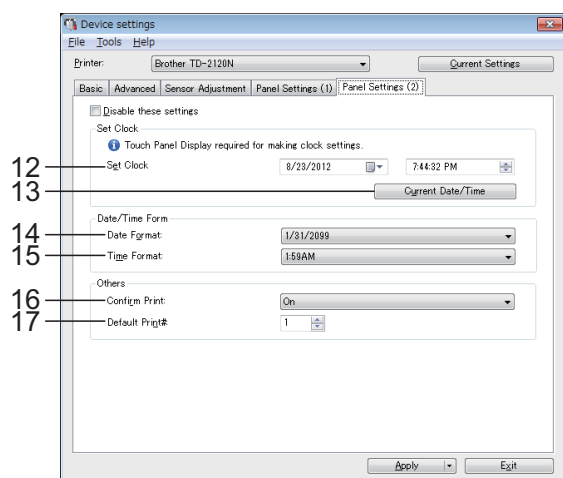 Device settings
File Tools Help
Printer: Brother TD-2120N Current Settings
Basic Advanced Sensor Adjustment Panel Settings (1) Panel Settings (2)
Disable these settings
Set Clock
Touch Panel Display required for making clock settings.
12 Set Clock 8/23/2012 7:44:32 PM
13 Current Date/Time
Date/Time Form
14 Date Format: 1/31/2099
15 Time Format: 1:59AM
Others
16 Confirm Print: On
17 Default Print#: 1
Apply Exit